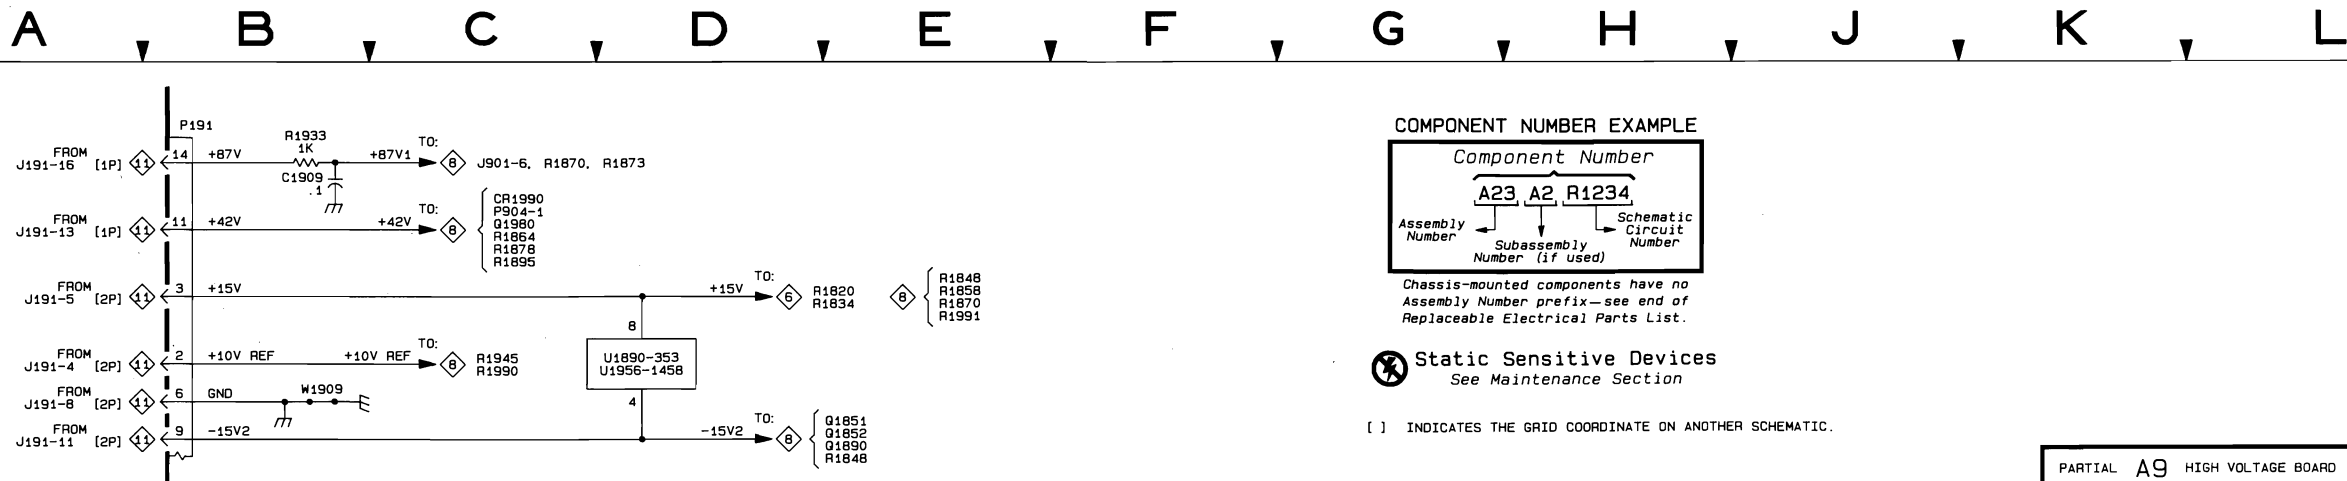 A B C D E F G H J K L
P191
FROM
J191-16 [1P] 11 14 +87V
R1933
1K
+87V1
TO:
8 J901-6, R1870, R1873
C1909
.1
FROM
J191-13 [1P] 11 11 +42V
+42V
TO:
8
CR1990
P904-1
Q1980
R1864
R1878
R1895
FROM
J191-5 [2P] 11 3 +15V
+15V
TO:
6
R1820
R1834
8
R1848
R1858
R1870
R1991
8
U1890-353
U1956-1458
4
FROM
J191-4 [2P] 11 2 +10V REF
+10V REF
TO:
8
R1945
R1990
FROM
J191-8 [2P] 11 6 GND
W1909
FROM
J191-11 [2P] 11 9 -15V2
-15V2
TO:
8
Q1851
Q1852
Q1890
R1848
COMPONENT NUMBER EXAMPLE
Component Number
A23 A2 R1234
Assembly
Number
Subassembly
Number (if used)
Schematic
Circuit
Number
Chassis-mounted components have no
Assembly Number prefix—see end of
Replaceable Electrical Parts List.
Static Sensitive Devices
See Maintenance Section
[ ] INDICATES THE GRID COORDINATE ON ANOTHER SCHEMATIC.
PARTIAL A9 HIGH VOLTAGE BOARD